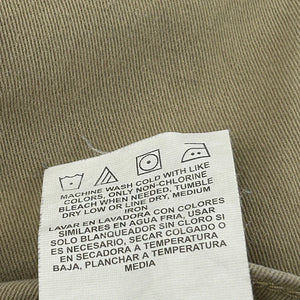 MACHINE WASH COLD WITH LIKE
COLORS, ONLY NON-CHLORINE
BLEACH WHEN NEEDED, TUMBLE
DRY LOW OR LINE DRY, MEDIUM
IRON
LAVAR EN LAVADORA CON COLORES
SIMILARES EN AGUA FRIA, USAR
SOLO BLANQUEADOR SIN CLORO SI
ES NECESARIO, SECAR COLGADO O
EN SECADORA A TEMPERATURA
BAJA, PLANCHAR A TEMPERATURA
MEDIA